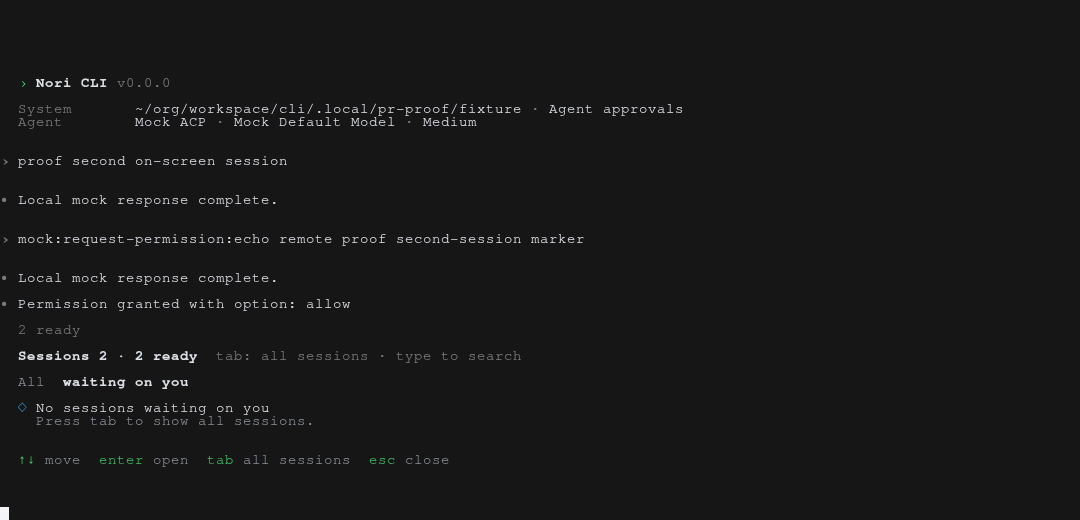 › Nori CLI v0.0.0
System ~/org/workspace/cli/.local/pr-proof/fixture · Agent approvals
Agent Mock ACP · Mock Default Model · Medium
› proof second on-screen session
• Local mock response complete.
› mock:request-permission:echo remote proof second-session marker
• Local mock response complete.
• Permission granted with option: allow
2 ready
Sessions 2 · 2 ready tab: all sessions · type to search
All waiting on you
◇ No sessions waiting on you
Press tab to show all sessions.
↑↓ move enter open tab all sessions esc close